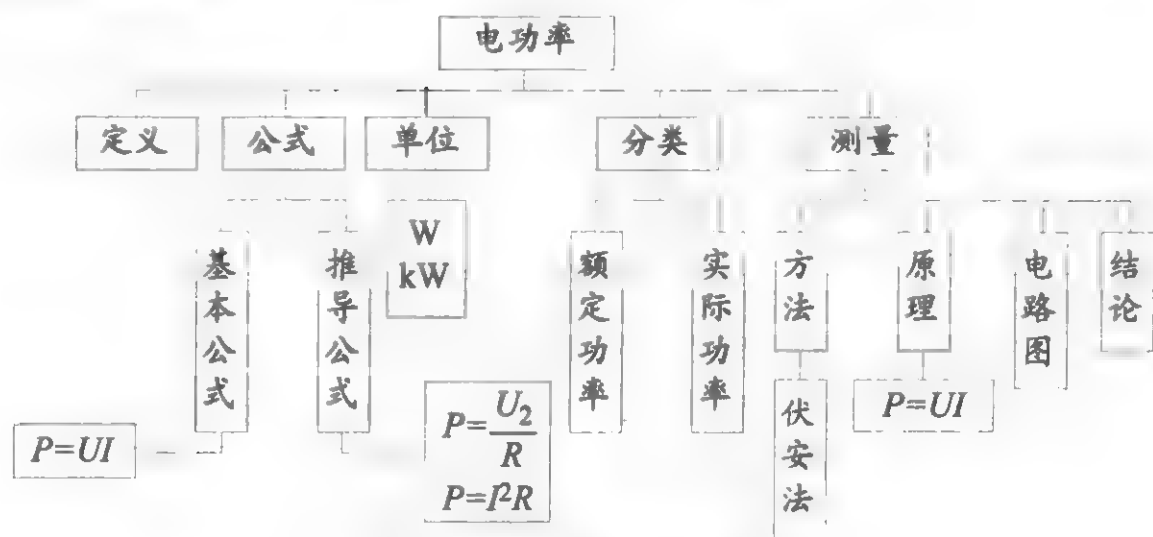 电功率
定义
公式
单位
分类
测量
基本公式
推导公式
W
kW
额定功率
实际功率
方法
原理
电路图
结论
P=UI
P=U₂/R
P=I²R
伏安法
P=UI